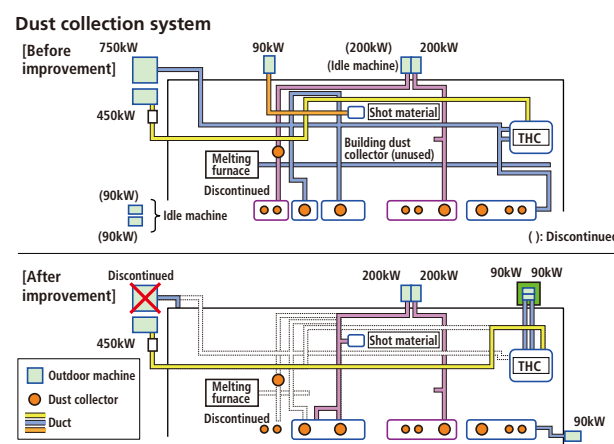 Dust collection system
[Before
improvement]
750kW
90kW
(200kW)
200kW
(Idle machine)
450kW
Shot material
THC
Building dust
collector (unused)
Melting
furnace
Discontinued
(90kW)
Idle machine
(90kW)
( ): Discontinued
[After
improvement]
Discontinued
200kW
200kW
90kW
90kW
450kW
Shot material
THC
Outdoor machine
Dust collector
Duct
Melting
furnace
Discontinued
90kW